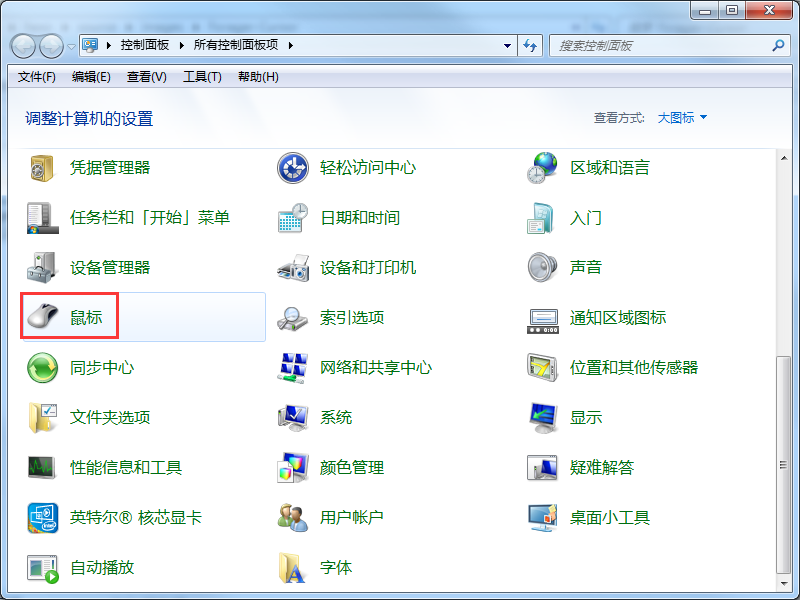 控制面板 所有控制面板项
搜索控制面板
文件(F) 编辑(E) 查看(V) 工具(T) 帮助(H)
调整计算机的设置
查看方式: 大图标
凭据管理器 轻松访问中心 区域和语言
任务栏和「开始」菜单 日期和时间 入门
设备管理器 设备和打印机 声音
鼠标 索引选项 通知区域图标
同步中心 网络和共享中心 位置和其他传感器
文件夹选项 系统 显示
性能信息和工具 颜色管理 疑难解答
英特尔® 核芯显卡 用户帐户 桌面小工具
自动播放 字体